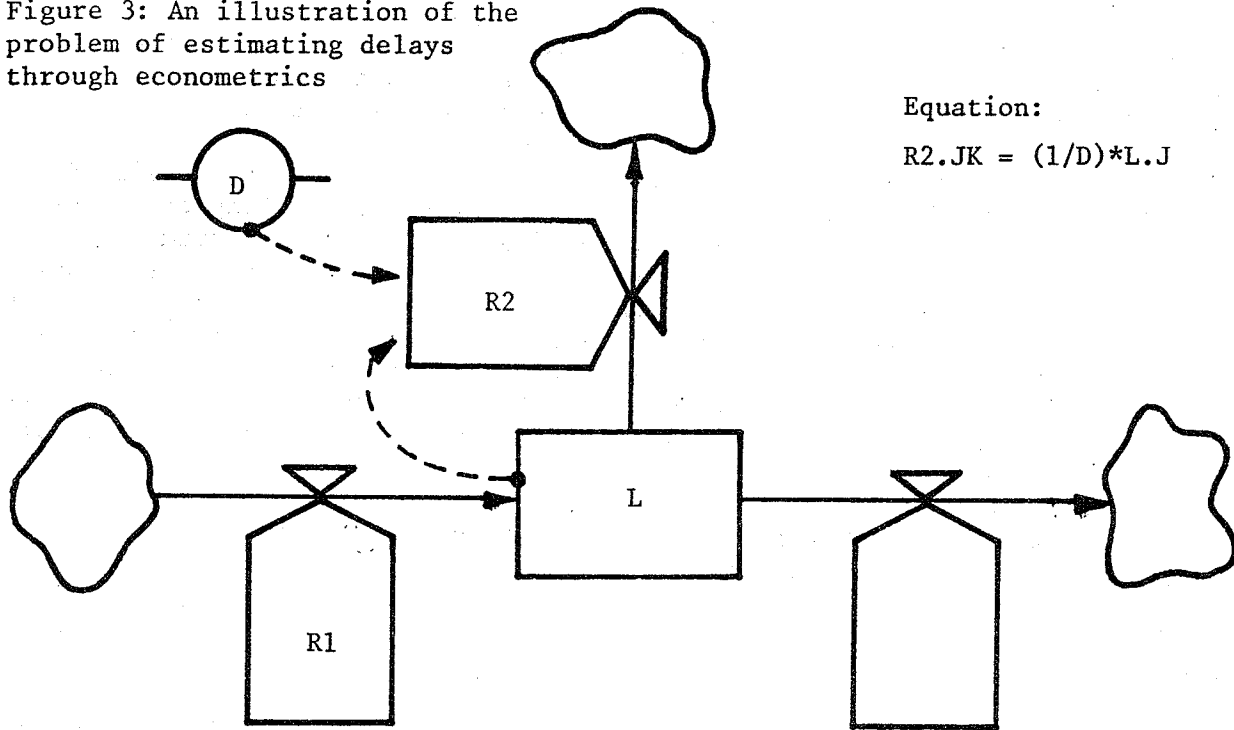 Figure 3: An illustration of the
problem of estimating delays
through econometrics
Equation:
R2.JK = (1/D)*L.J
D
R2
L
R1